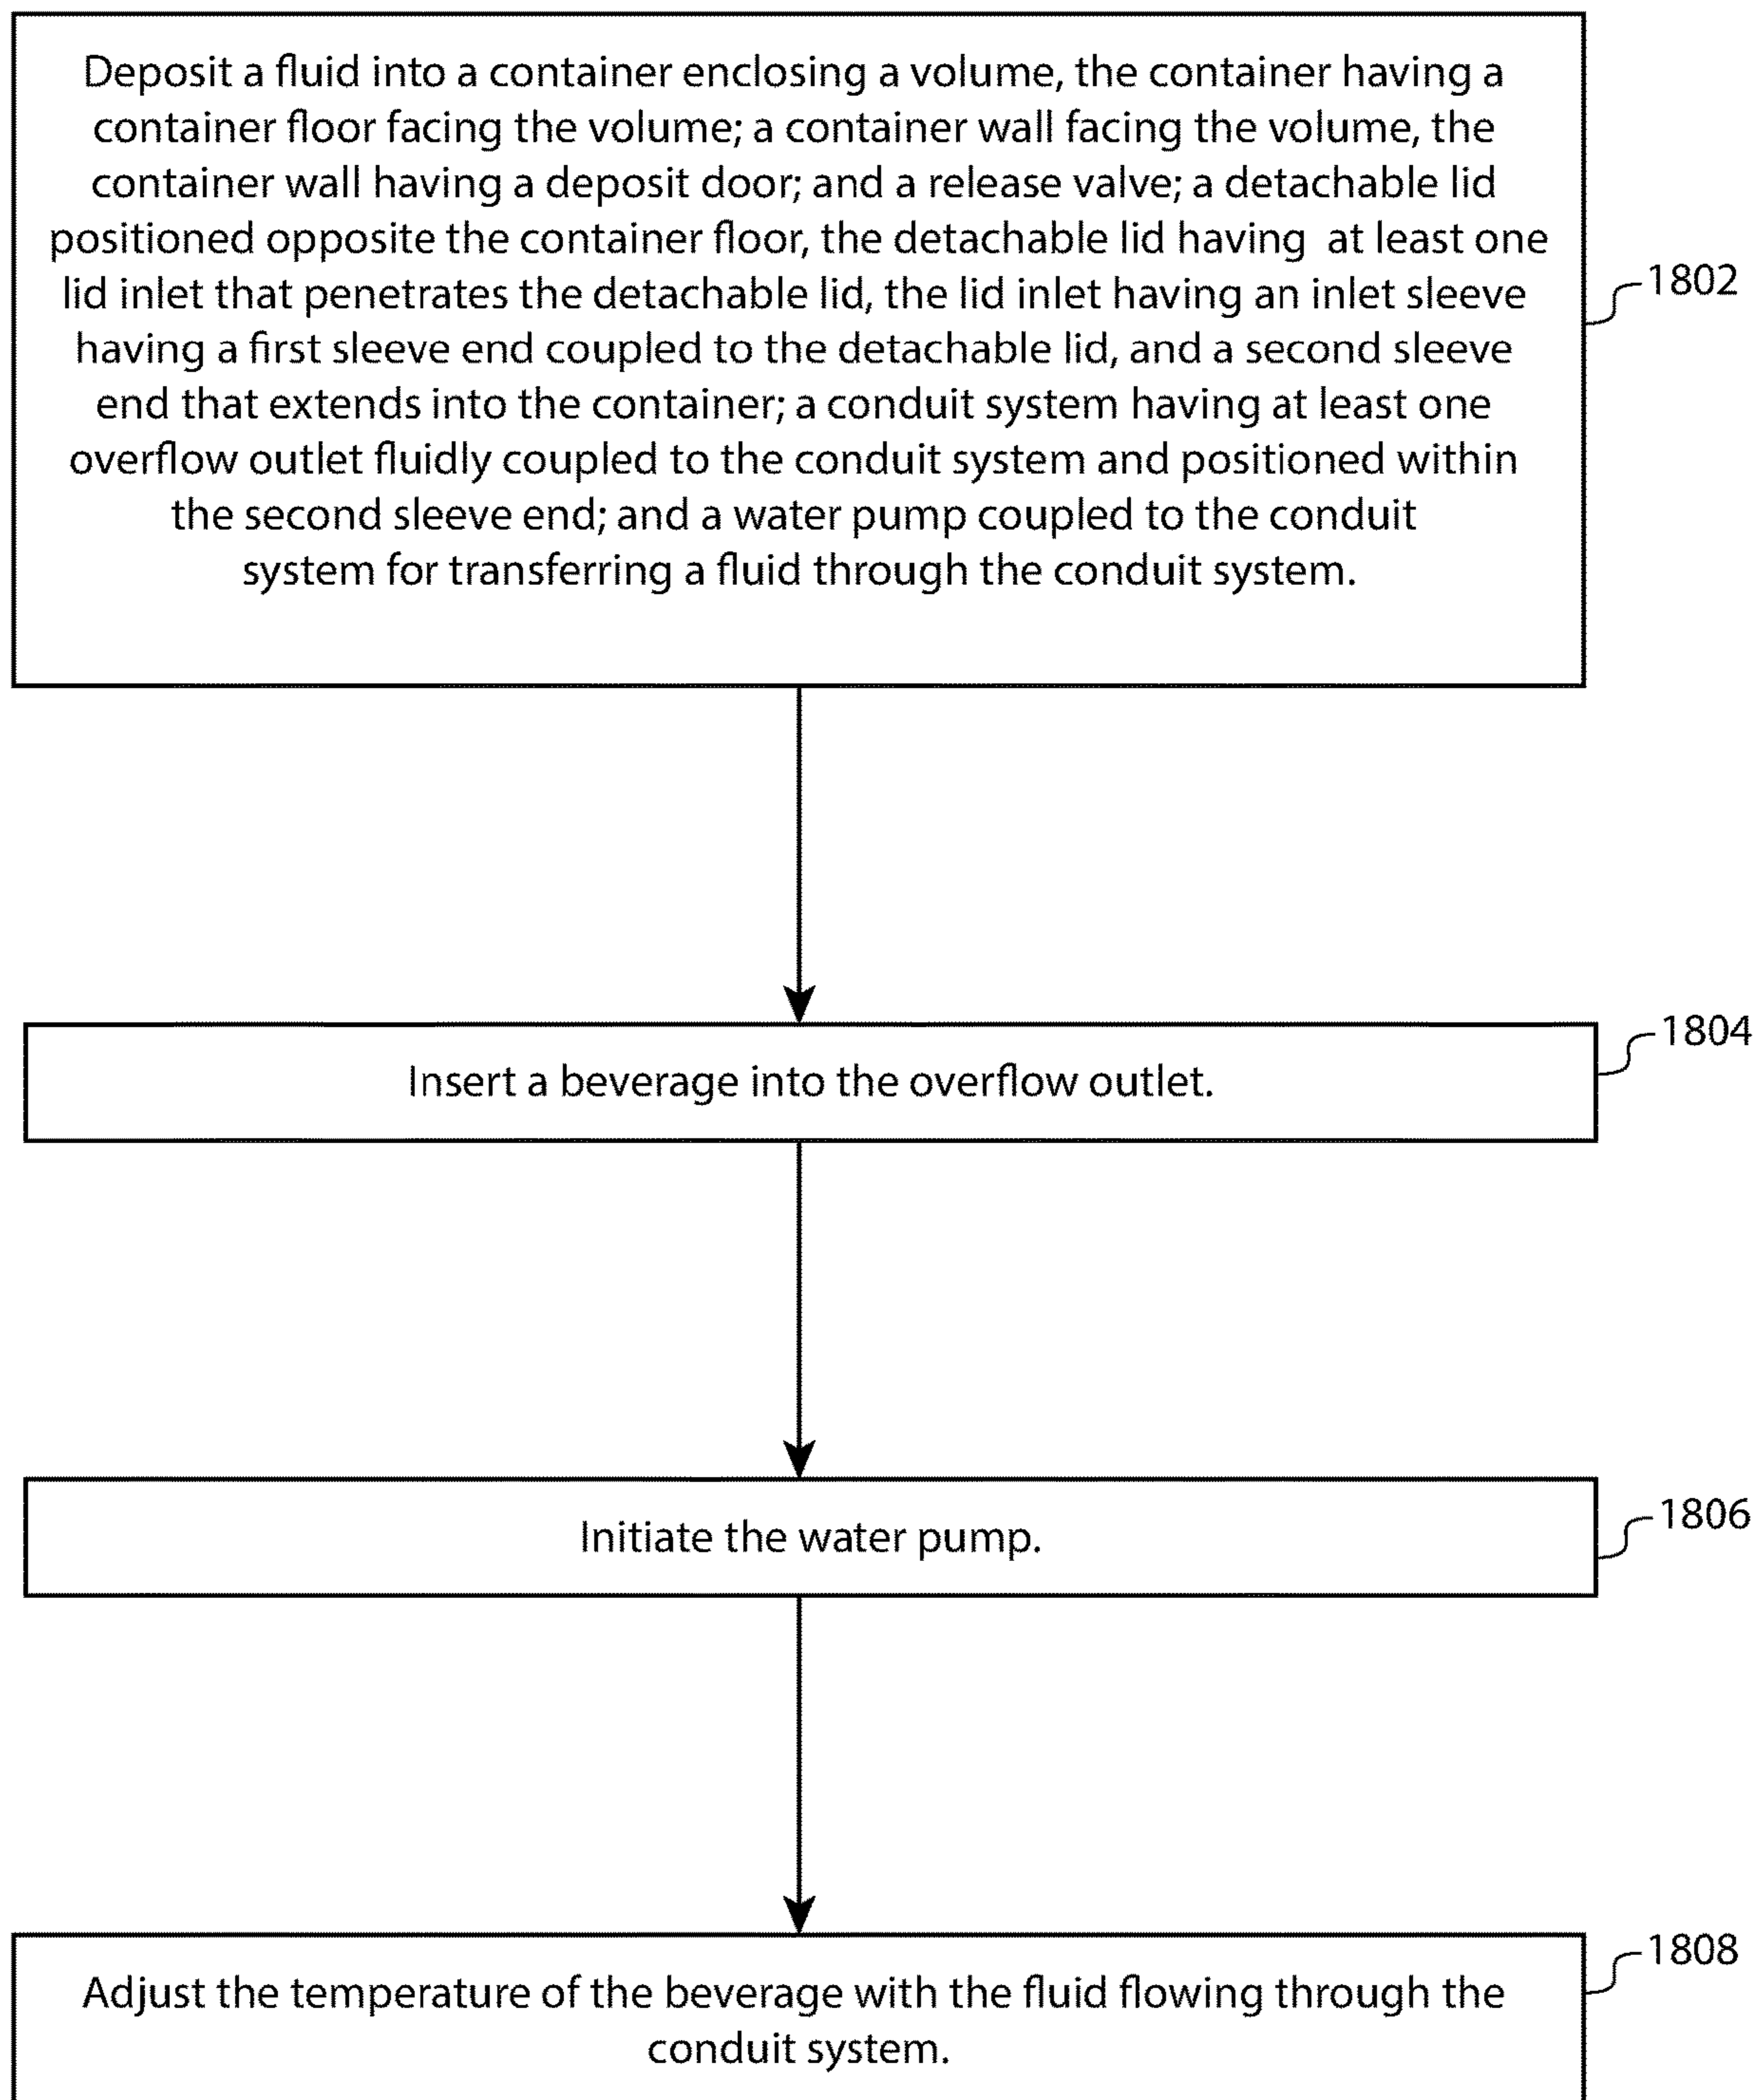 Deposit a fluid into a container enclosing a volume, the container having a
container floor facing the volume; a container wall facing the volume, the
container wall having a deposit door; and a release valve; a detachable lid
positioned opposite the container floor, the detachable lid having at least one
lid inlet that penetrates the detachable lid, the lid inlet having an inlet sleeve
having a first sleeve end coupled to the detachable lid, and a second sleeve
end that extends into the container; a conduit system having at least one
overflow outlet fluidly coupled to the conduit system and positioned within
the second sleeve end; and a water pump coupled to the conduit
system for transferring a fluid through the conduit system.
1802
Insert a beverage into the overflow outlet.
1804
Initiate the water pump.
1806
Adjust the temperature of the beverage with the fluid flowing through the
conduit system.
1808